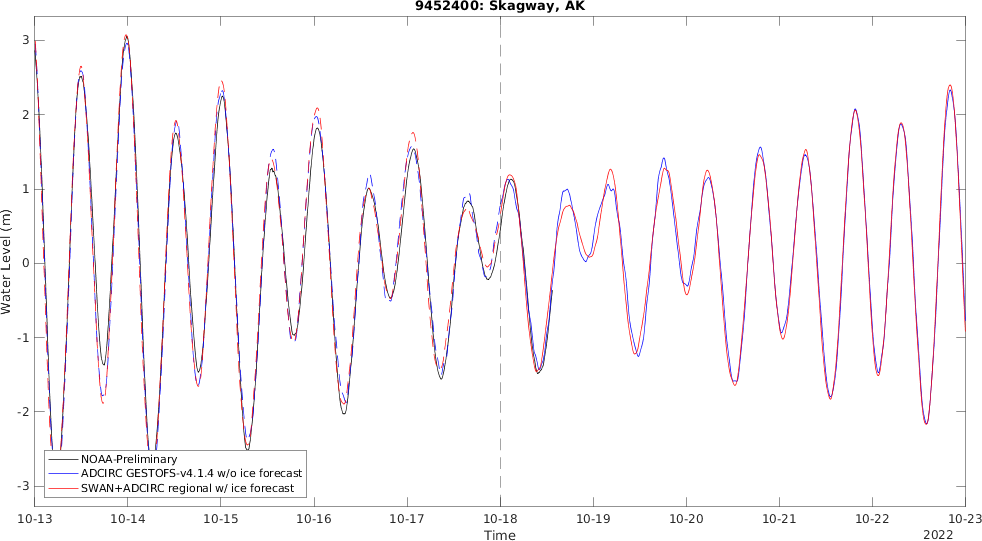 9452400: Skagway, AK
3
2
1
0
-1
-2
-3
Water Level (m)
NOAA-Preliminary
ADCIRC GESTOFS-v4.1.4 w/o ice forecast
SWAN+ADCIRC regional w/ ice forecast
10-13 10-14 10-15 10-16 10-17 10-18 10-19 10-20 10-21 10-22 10-23
Time
2022